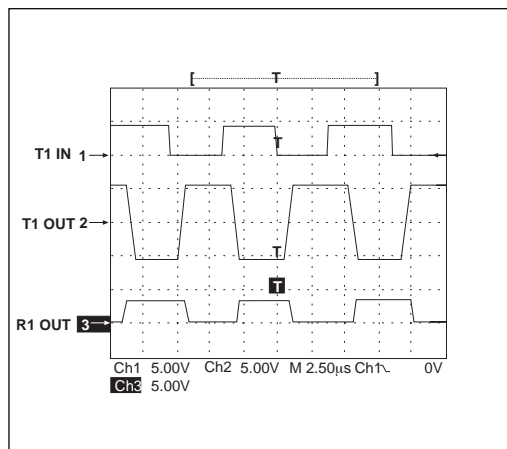 [ T ]
T
T1 IN 1
T1 OUT 2
T
T
R1 OUT 3
Ch1 5.00V Ch2 5.00V M 2.50µs Ch1 0V
Ch3 5.00V